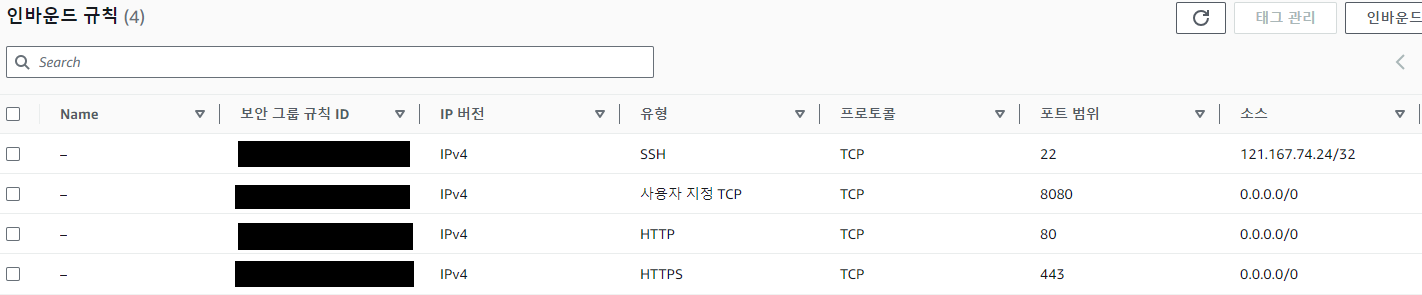 인바운드 규칙 (4)
태그 관리
인바운드
Search
Name 보안 그룹 규칙 ID IP 버전 유형 프로토콜 포트 범위 소스
– IPv4 SSH TCP 22 121.167.74.24/32
– IPv4 사용자 지정 TCP TCP 8080 0.0.0.0/0
– IPv4 HTTP TCP 80 0.0.0.0/0
– IPv4 HTTPS TCP 443 0.0.0.0/0